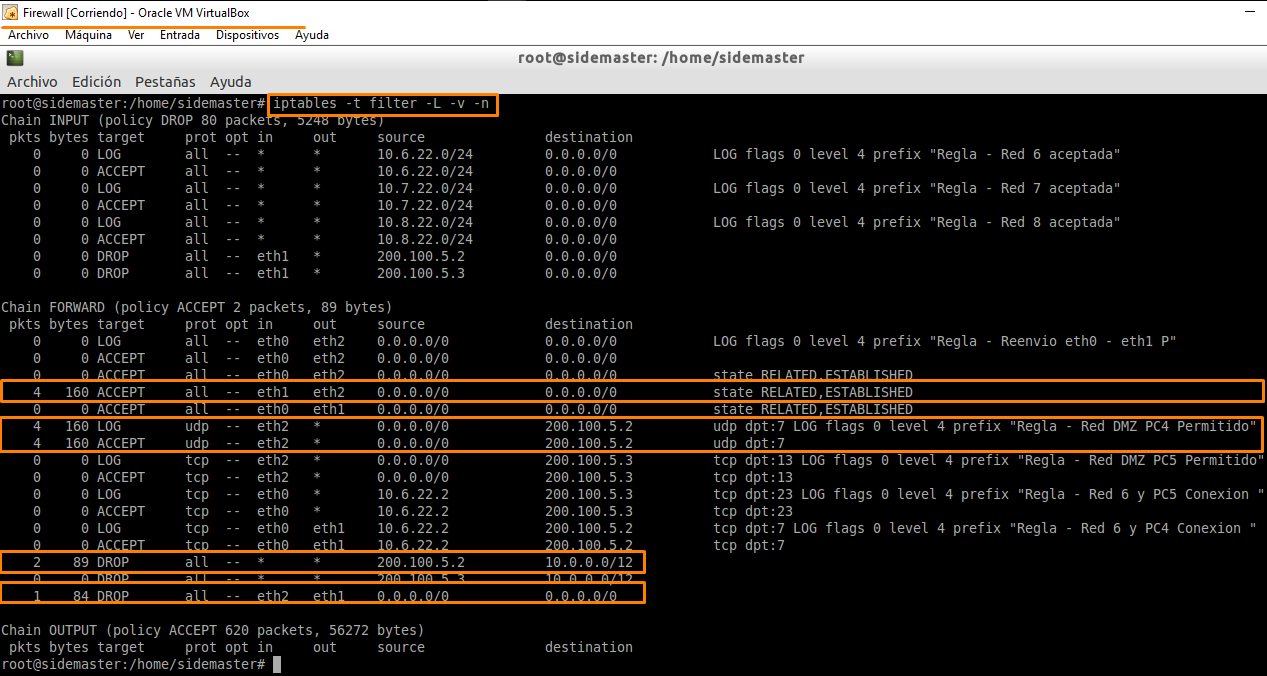 Firewall [Corriendo] - Oracle VM VirtualBox
Archivo Máquina Ver Entrada Dispositivos Ayuda
root@sidemaster: /home/sidemaster
Archivo Edición Pestañas Ayuda
root@sidemaster:/home/sidemaster# iptables -t filter -L -v -n
Chain INPUT (policy DROP 80 packets, 5248 bytes)
pkts bytes target prot opt in out source destination
0 0 LOG all -- * * 10.6.22.0/24 0.0.0.0/0 LOG flags 0 level 4 prefix "Regla - Red 6 aceptada"
0 0 ACCEPT all -- * * 10.6.22.0/24 0.0.0.0/0
0 0 LOG all -- * * 10.7.22.0/24 0.0.0.0/0 LOG flags 0 level 4 prefix "Regla - Red 7 aceptada"
0 0 ACCEPT all -- * * 10.7.22.0/24 0.0.0.0/0
0 0 LOG all -- * * 10.8.22.0/24 0.0.0.0/0 LOG flags 0 level 4 prefix "Regla - Red 8 aceptada"
0 0 ACCEPT all -- * * 10.8.22.0/24 0.0.0.0/0
0 0 DROP all -- eth1 * 200.100.5.2 0.0.0.0/0
0 0 DROP all -- eth1 * 200.100.5.3 0.0.0.0/0
Chain FORWARD (policy ACCEPT 2 packets, 89 bytes)
pkts bytes target prot opt in out source destination
0 0 LOG all -- eth0 eth2 0.0.0.0/0 0.0.0.0/0 LOG flags 0 level 4 prefix "Regla - Reenvio eth0 - eth1 P"
0 0 ACCEPT all -- eth0 eth2 0.0.0.0/0 0.0.0.0/0
0 0 ACCEPT all -- eth0 eth2 0.0.0.0/0 0.0.0.0/0 state RELATED,ESTABLISHED
4 160 ACCEPT all -- eth1 eth2 0.0.0.0/0 0.0.0.0/0 state RELATED,ESTABLISHED
0 0 ACCEPT all -- eth0 eth1 0.0.0.0/0 0.0.0.0/0 state RELATED,ESTABLISHED
4 160 LOG udp -- eth2 * 0.0.0.0/0 200.100.5.2 udp dpt:7 LOG flags 0 level 4 prefix "Regla - Red DMZ PC4 Permitido"
4 160 ACCEPT udp -- eth2 * 0.0.0.0/0 200.100.5.2 udp dpt:7
0 0 LOG tcp -- eth2 * 0.0.0.0/0 200.100.5.3 tcp dpt:13 LOG flags 0 level 4 prefix "Regla - Red DMZ PC5 Permitido"
0 0 ACCEPT tcp -- eth2 * 0.0.0.0/0 200.100.5.3 tcp dpt:13
0 0 LOG tcp -- eth0 * 10.6.22.2 200.100.5.3 tcp dpt:23 LOG flags 0 level 4 prefix "Regla - Red 6 y PC5 Conexion "
0 0 ACCEPT tcp -- eth0 * 10.6.22.2 200.100.5.3 tcp dpt:23
0 0 LOG tcp -- eth0 eth1 10.6.22.2 200.100.5.2 tcp dpt:7 LOG flags 0 level 4 prefix "Regla - Red 6 y PC4 Conexion "
0 0 ACCEPT tcp -- eth0 eth1 10.6.22.2 200.100.5.2 tcp dpt:7
2 89 DROP all -- * * 200.100.5.2 10.0.0.0/12
0 0 DROP all -- * * 200.100.5.3 10.0.0.0/12
1 84 DROP all -- eth2 eth1 0.0.0.0/0 0.0.0.0/0
Chain OUTPUT (policy ACCEPT 620 packets, 56272 bytes)
pkts bytes target prot opt in out source destination
root@sidemaster:/home/sidemaster#